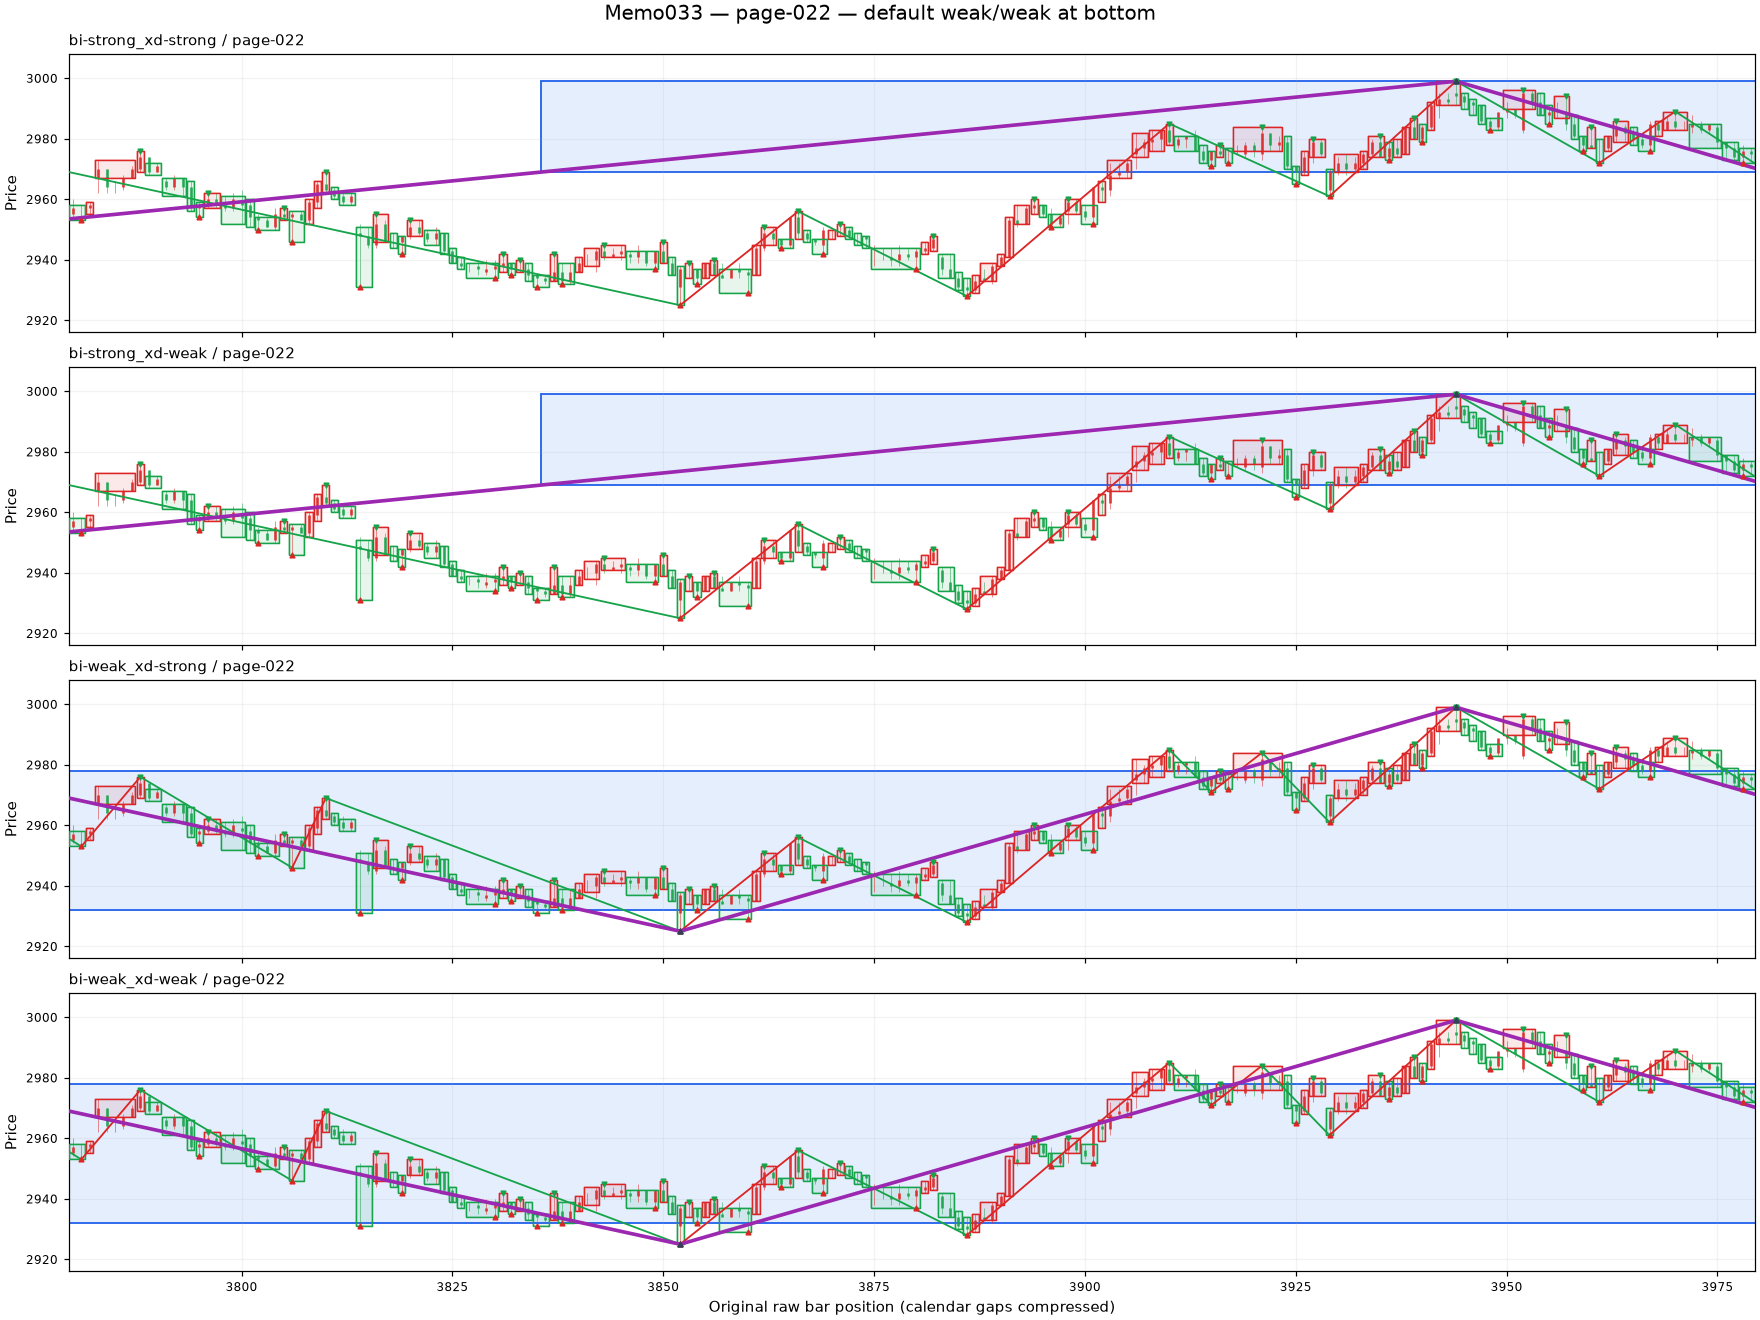 Memo033 — page-022 — default weak/weak at bottom
bi-strong_xd-strong / page-022
3000
2980
2960
2940
2920
Price
bi-strong_xd-weak / page-022
3000
2980
2960
2940
2920
Price
bi-weak_xd-strong / page-022
3000
2980
2960
2940
2920
Price
bi-weak_xd-weak / page-022
3000
2980
2960
2940
2920
Price
3800 3825 3850 3875 3900 3925 3950 3975
Original raw bar position (calendar gaps compressed)